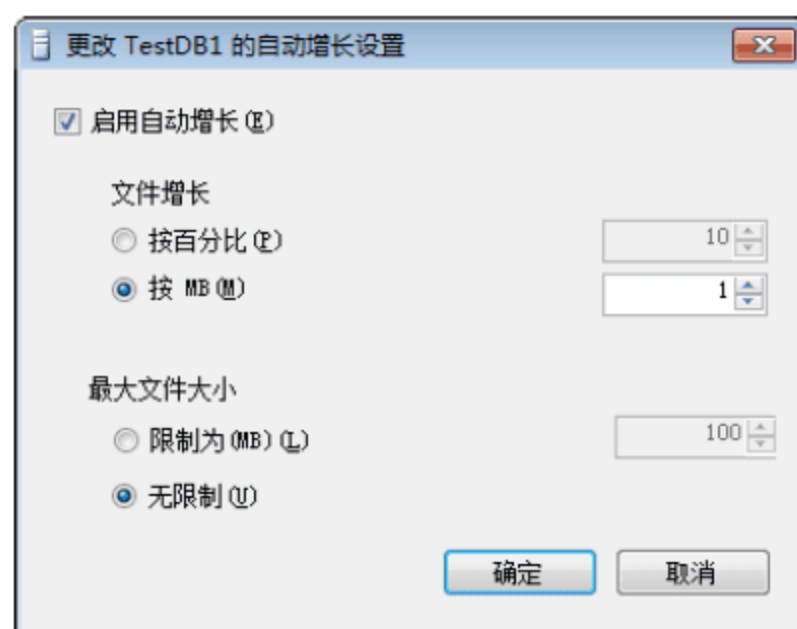 更改 TestDB1 的自动增长设置
启用自动增长(E)
文件增长
按百分比(P) 10
按 MB(M) 1
最大文件大小
限制为(MB)(L) 100
无限制(U)
确定 取消